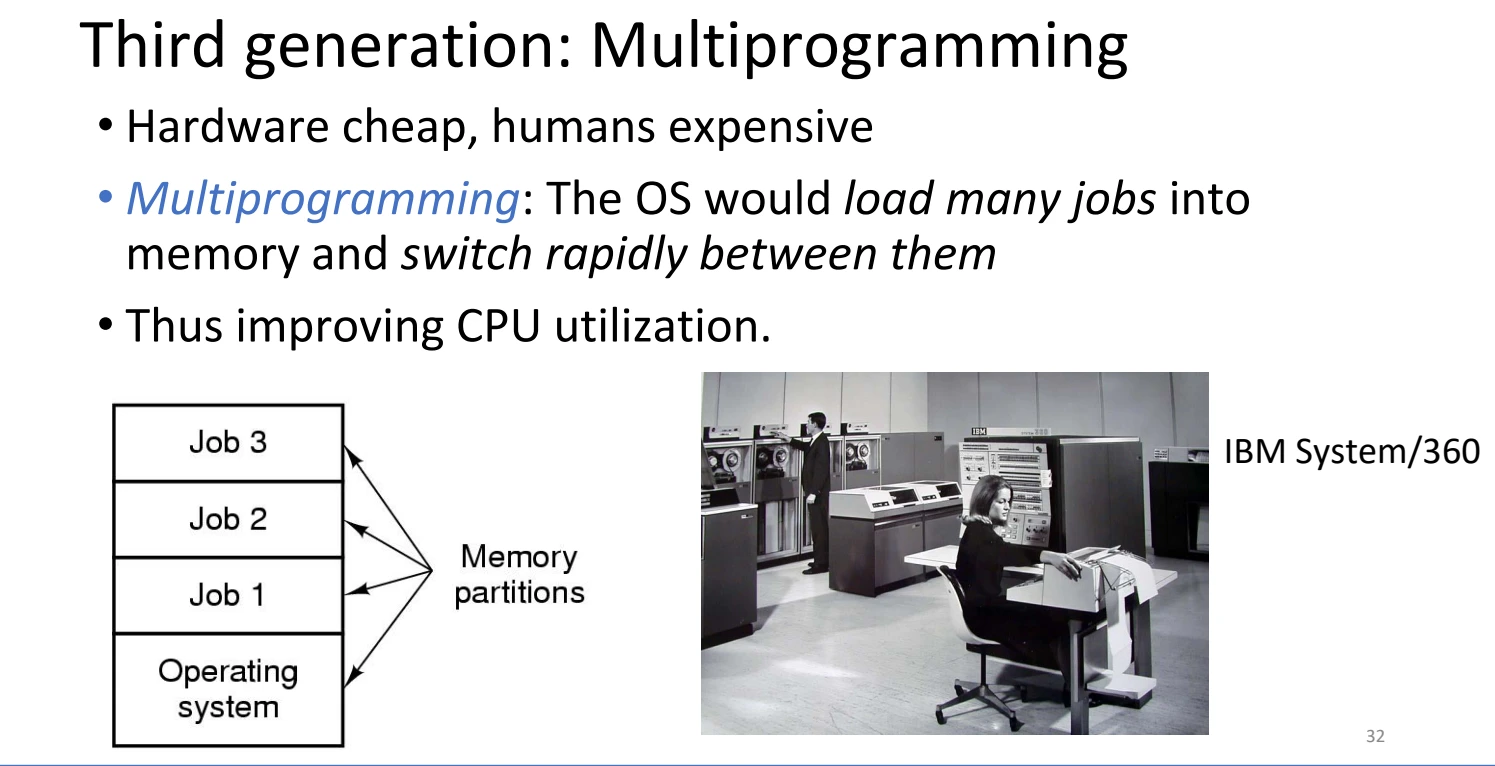 Third generation: Multiprogramming
• Hardware cheap, humans expensive
• Multiprogramming: The OS would load many jobs into
memory and switch rapidly between them
• Thus improving CPU utilization.
Job 3
Job 2
Job 1
Operating
system
Memory
partitions
IBM
IBM System/360
32